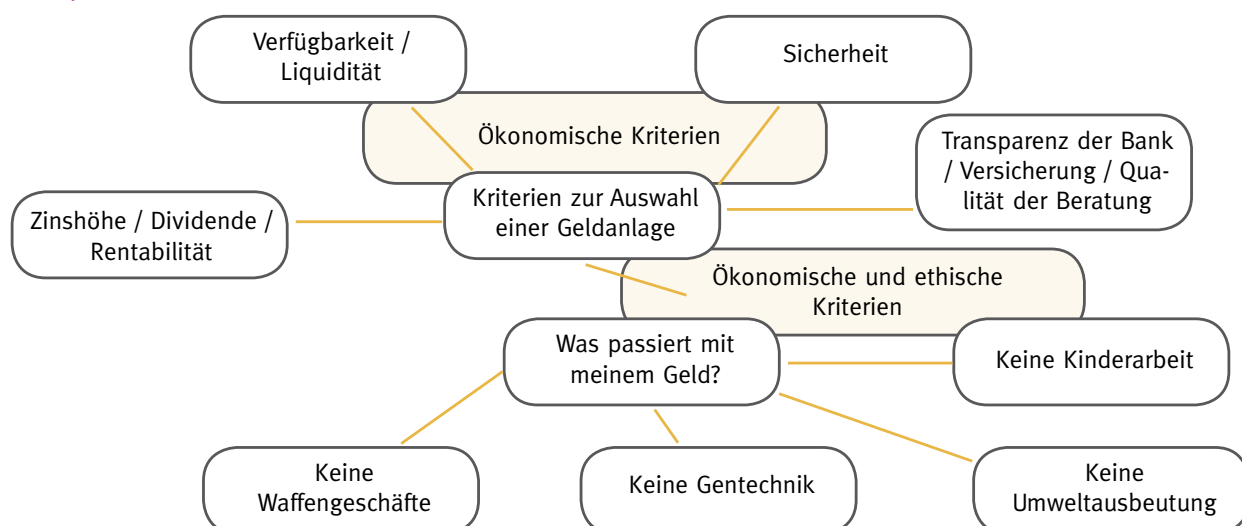 Verfügbarkeit /
Liquidität
Sicherheit
Ökonomische Kriterien
Transparenz der Bank
/ Versicherung / Qua-
lität der Beratung
Kriterien zur Auswahl
einer Geldanlage
Zinshöhe / Dividende /
Rentabilität
Ökonomische und ethische
Kriterien
Was passiert mit
meinem Geld?
Keine Kinderarbeit
Keine
Waffengeschäfte
Keine Gentechnik
Keine
Umweltausbeutung